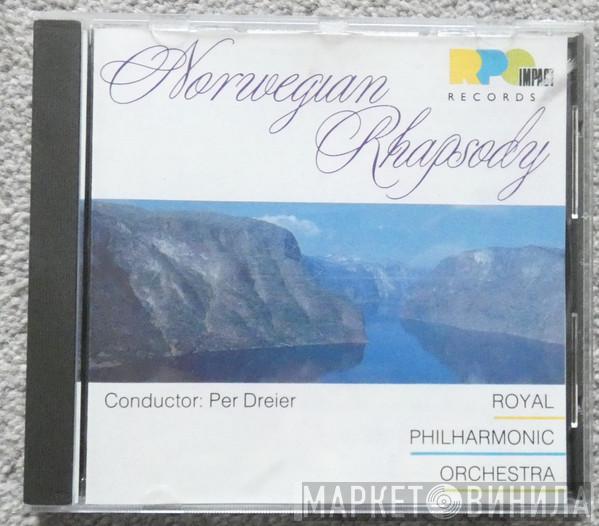 Norwegian
Rhapsody
RPO IMPACT
RECORDS
Conductor: Per Dreier
ROYAL
PHILHARMONIC
ORCHESTRA
МАРКЕТ ВИНИЛА